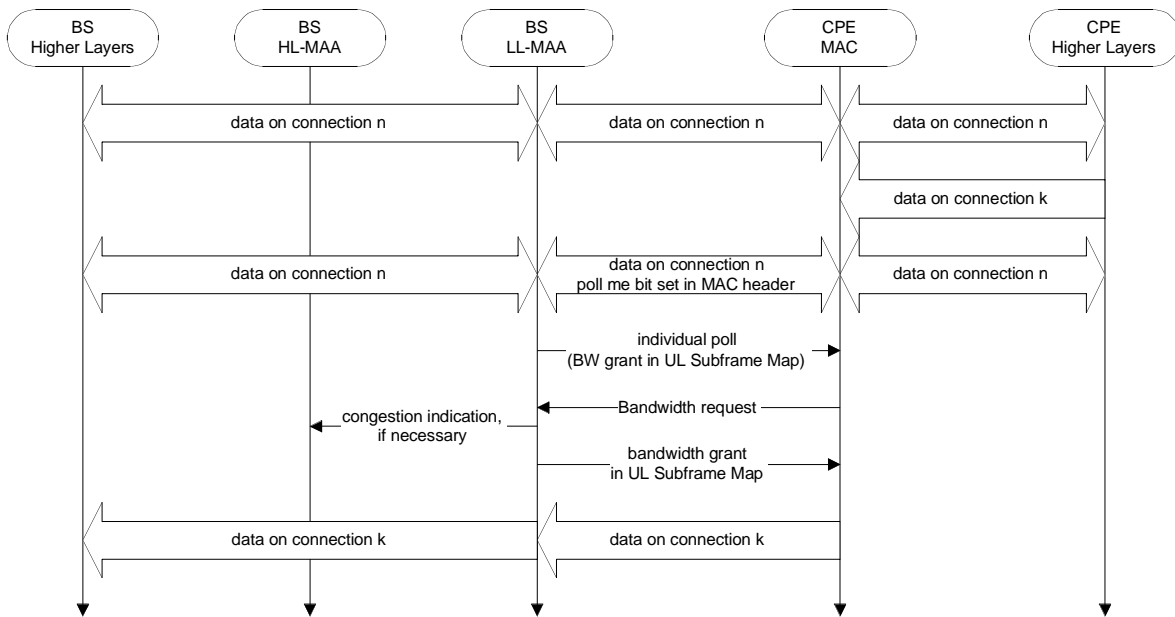 BS
Higher Layers
BS
HL-MAA
BS
LL-MAA
CPE
MAC
CPE
Higher Layers
data on connection n
data on connection n
data on connection n
data on connection k
data on connection n
data on connection n
poll me bit set in MAC header
data on connection n
individual poll
(BW grant in UL Subframe Map)
Bandwidth request
congestion indication,
if necessary
bandwidth grant
in UL Subframe Map
data on connection k
data on connection k